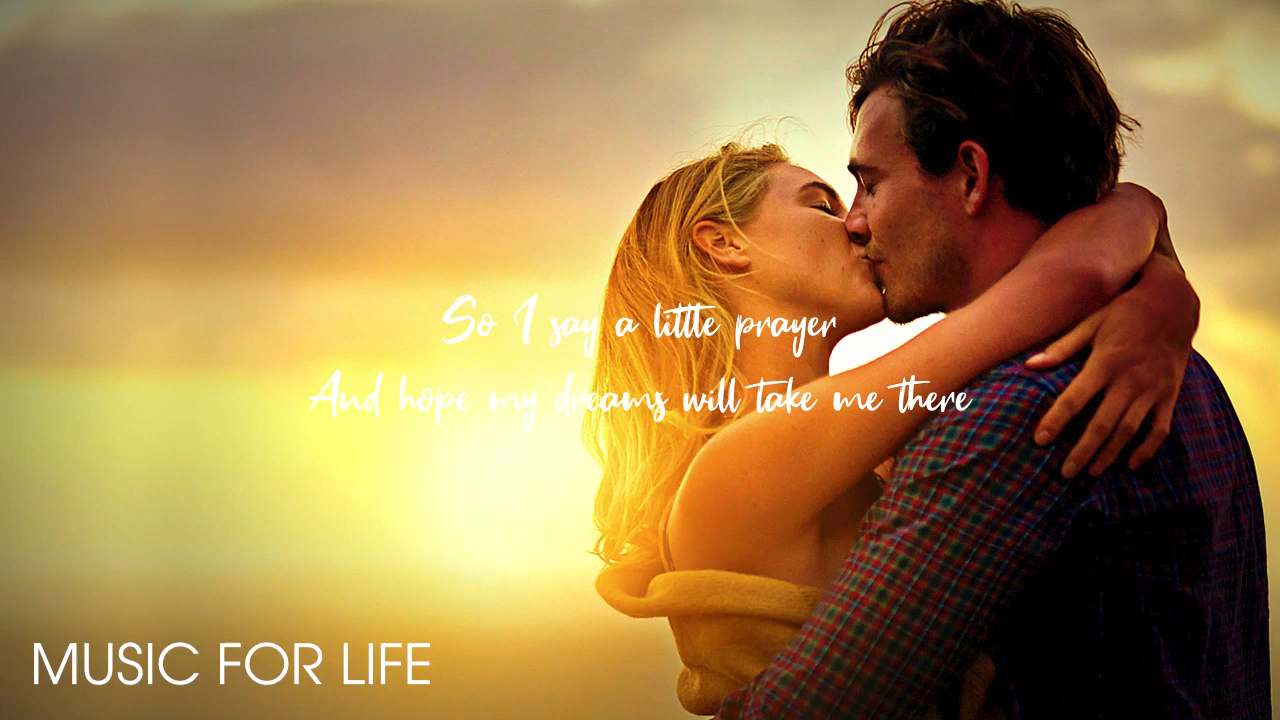 So I say a little prayer
And hope my dreams will take me there
MUSIC FOR LIFE